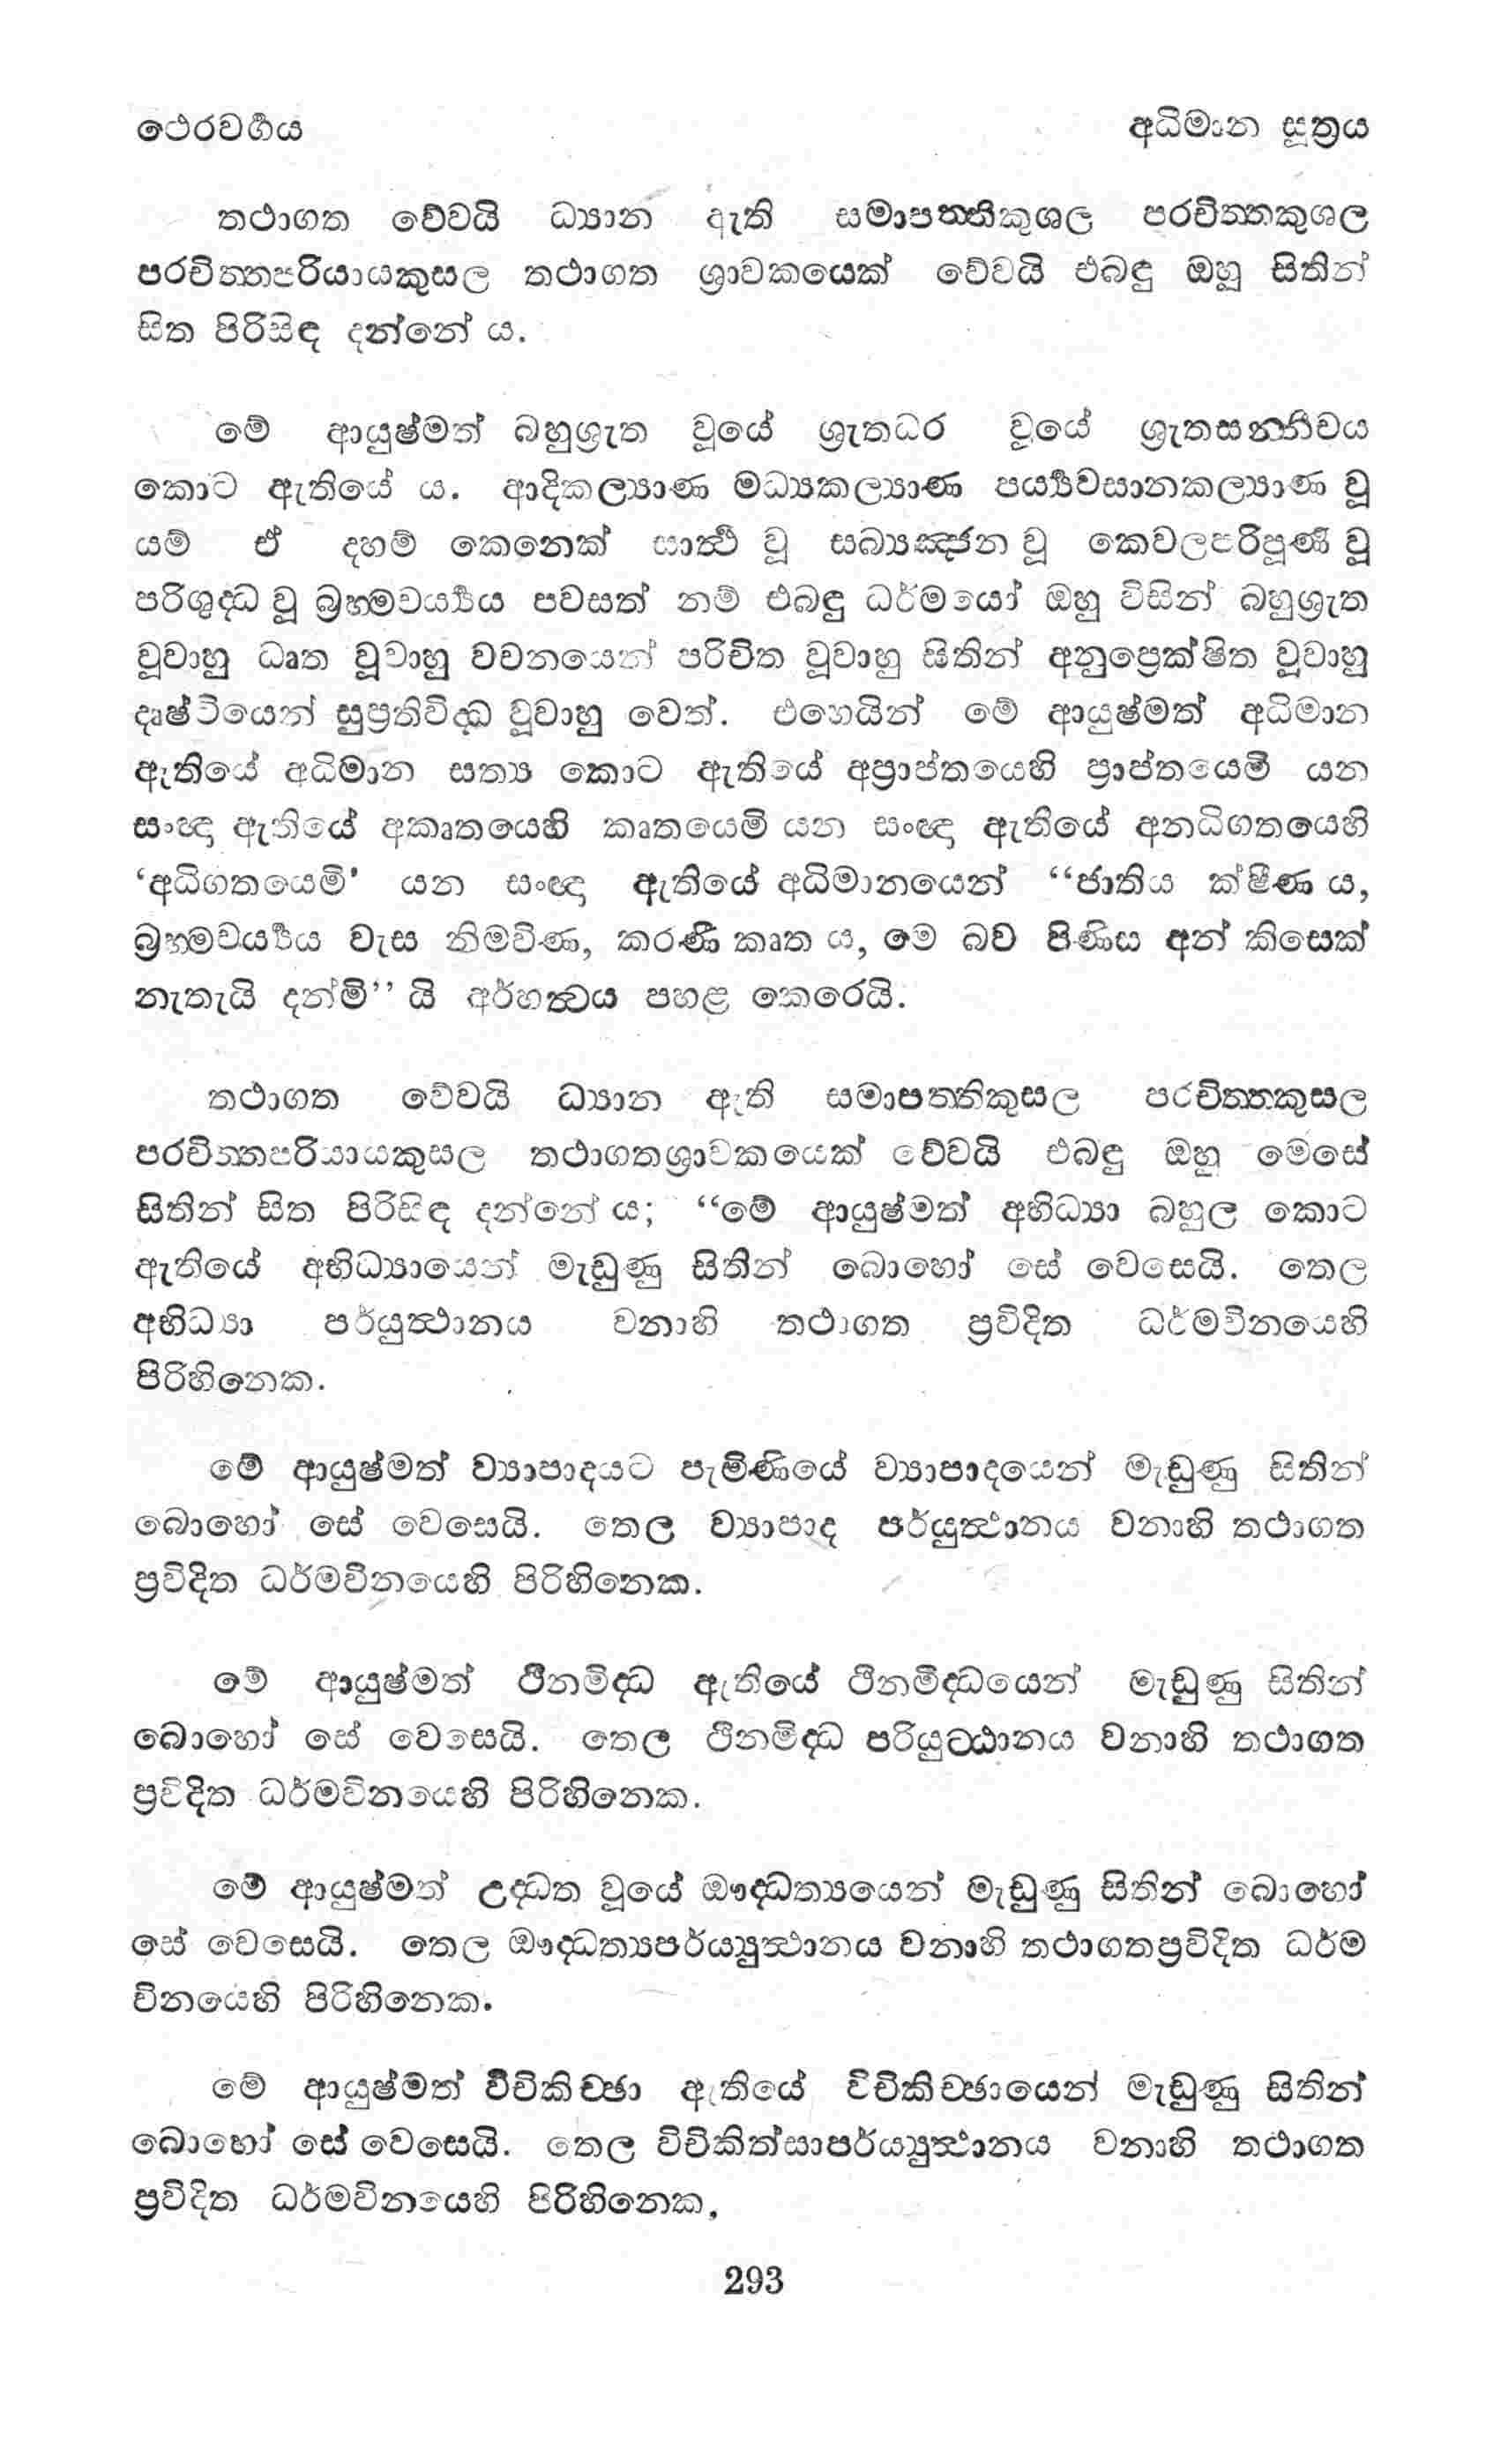 ථෙරවර්‍ගය අධිමාන සූත්‍රය
තථාගත වේවයි ධ්‍යාන ඇති සමාපත්තිකුශල පරචිත්තකුශල
පරචිත්තපරියායකුසල තථාගත ශ්‍රාවකයෙක් වේවයි එබඳු ඔහු සිතින්
සිත පිරිසිඳ දන්නේ ය.
මේ ආයුෂ්මත් බහුශ්‍රැත වූයේ ශ්‍රැතධර වූයේ ශ්‍රැතසන්නිචය
කොට ඇතියේ ය. ආදිකල්‍යාණ මධ්‍යකල්‍යාණ පර්‍ය්‍යවසානකල්‍යාණ වූ
යම් ඒ දහම් කෙනෙක් සාර්‍ත්‍ථ වූ සබ්‍යඤ්ජන වූ කෙවලපරිපූර්‍ණ වූ
පරිශුද්ධ වූ බ්‍රහ්මචර්‍ය්‍යය පවසත් නම් එබඳු ධර්මයෝ ඔහු විසින් බහුශ්‍රැත
වූවාහු ධෘත වූවාහු වචනයෙන් පරිචිත වූවාහු සිතින් අනුප්‍රෙක්ෂිත වූවාහු
දෘෂ්ටියෙන් සුප්‍රතිවිද්ධ වූවාහු වෙත්. එහෙයින් මේ ආයුෂ්මත් අධිමාන
ඇතියේ අධිමාන සත්‍ය කොට ඇතියේ අප්‍රාප්තයෙහි ප්‍රාප්තයෙමි යන
සංඥා ඇතියේ අකෘතයෙහි කෘතයෙමි යන සංඥා ඇතියේ අනධිගතයෙහි
‘අධිගතයෙමි’ යන සංඥා ඇතියේ අධිමානයෙන් “ජාතිය ක්ෂීණ ය,
බ්‍රහ්මචර්‍ය්‍යය වැස නිමවිණ, කරණී කෘත ය, මෙ බව පිණිස අන් කිසෙක්
නැතැයි දන්මි” යි අර්හත්‍වය පහළ කෙරෙයි.
තථාගත වේවයි ධ්‍යාන ඇති සමාපත්තිකුසල පරචිත්තකුසල
පරචිත්තපරියායකුසල තථාගතශ්‍රාවකයෙක් වේවයි එබඳු ඔහු මෙසේ
සිතින් සිත පිරිසිඳ දන්නේ ය; “මේ ආයුෂ්මත් අභිධ්‍යා බහුල කොට
ඇතියේ අභිධ්‍යායෙන් මැඩුණු සිතින් බොහෝ සේ වෙසෙයි. තෙල
අභිධ්‍යා පර්යුත්‍ථානය වනාහි තථාගත ප්‍රවිදිත ධර්මවිනයෙහි
පිරිහිනෙක.
මේ ආයුෂ්මත් ව්‍යාපාදයට පැමිණියේ ව්‍යාපාදයෙන් මැඩුණු සිතින්
බොහෝ සේ වෙසෙයි. තෙල ව්‍යාපාද පර්යුත්‍ථානය වනාහි තථාගත
ප්‍රවිදිත ධර්මවිනයෙහි පිරිහිනෙක.
මේ ආයුෂ්මත් ථීනමිද්ධ ඇතියේ ථිනමිද්ධයෙන් මැඩුණු සිතින්
බොහෝ සේ වෙසෙයි. තෙල ථිනමිද්ධ පරියුට්ඨානය වනාහි තථාගත
ප්‍රවිදිත ධර්මවිනයෙහි පිරිහිනෙක.
මේ ආයුෂ්මත් උද්ධත වූයේ ඖද්ධත්‍යයෙන් මැඩුණු සිතින් බොහෝ
සේ වෙසෙයි. තෙල ඖද්ධත්‍යපර්ය්‍යුත්‍ථානය වනාහි තථාගතප්‍රවිදිත ධර්ම
විනයෙහි පිරිහිනෙක.
මේ ආයුෂ්මත් විචිකිච්ඡා ඇතියේ විචිකිච්ඡායෙන් මැඩුණු සිතින්
බොහෝ සේ වෙසෙයි. තෙල විචිකිත්සාපර්ය්‍යුත්‍ථානය වනාහි තථාගත
ප්‍රවිදිත ධර්මවිනයෙහි පිරිහිනෙක,
293